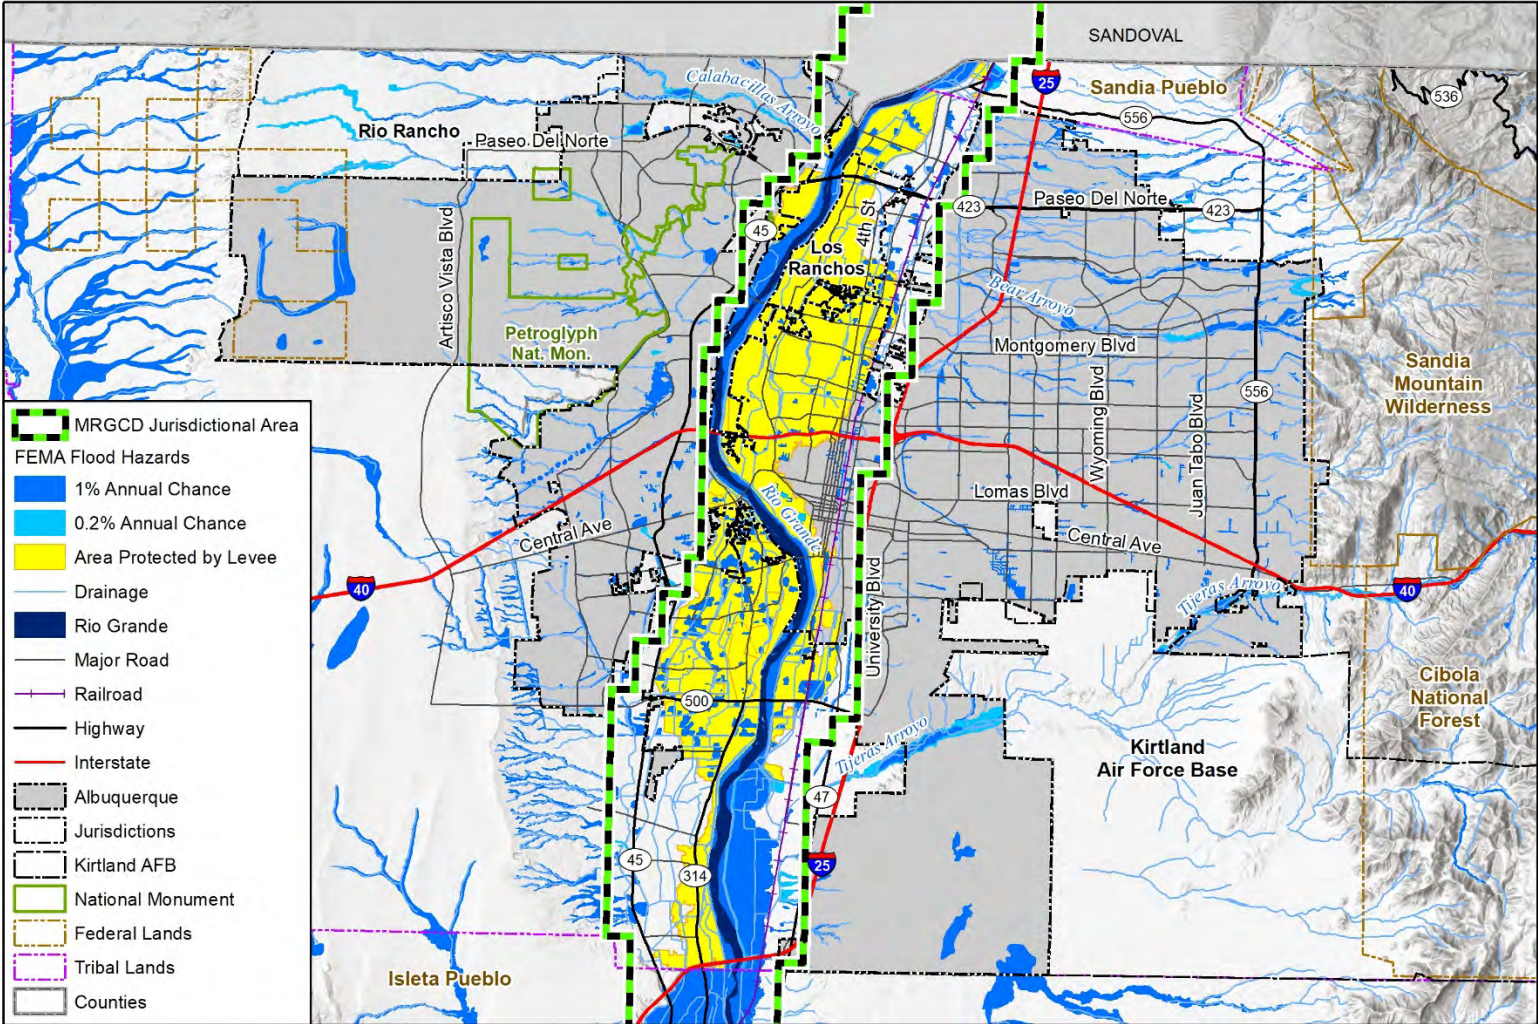 SANDOVAL
Calabacillas Arroyo
25
Sandia Pueblo
536
556
Rio Rancho
Paseo Del Norte
Paseo Del Norte
423
423
45
4th St
Los
Ranchos
Artisco Vista Blvd
Bear Arroyo
Petroglyph
Nat. Mon.
Montgomery Blvd
Sandia
Mountain
Wilderness
Wyoming Blvd
556
Juan Tabo Blvd
Lomas Blvd
Rio Grande
Central Ave
Central Ave
40
University Blvd
Tijeras Arroyo
40
500
Cibola
National
Forest
Tijeras Arroyo
Kirtland
Air Force Base
47
45
314
25
Isleta Pueblo
MRGCD Jurisdictional Area
FEMA Flood Hazards
1% Annual Chance
0.2% Annual Chance
Area Protected by Levee
Drainage
Rio Grande
Major Road
Railroad
Highway
Interstate
Albuquerque
Jurisdictions
Kirtland AFB
National Monument
Federal Lands
Tribal Lands
Counties